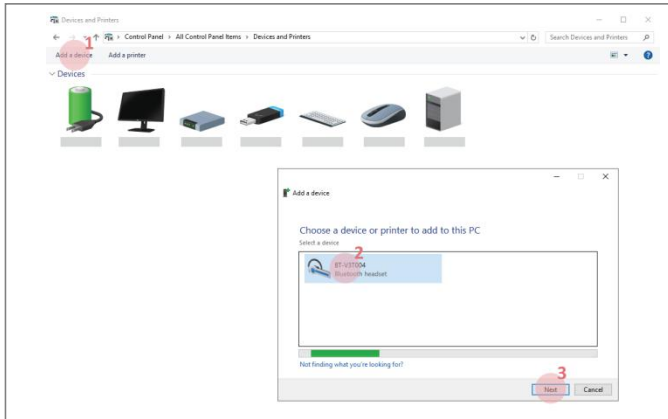 Devices and Printers
Control Panel > All Control Panel Items > Devices and Printers
Search Devices and Printers
1
Add a device Add a printer
Devices
Add a device
Choose a device or printer to add to this PC
Select a device
2
BT-V3T004
Bluetooth headset
Not finding what you're looking for?
3
Next Cancel